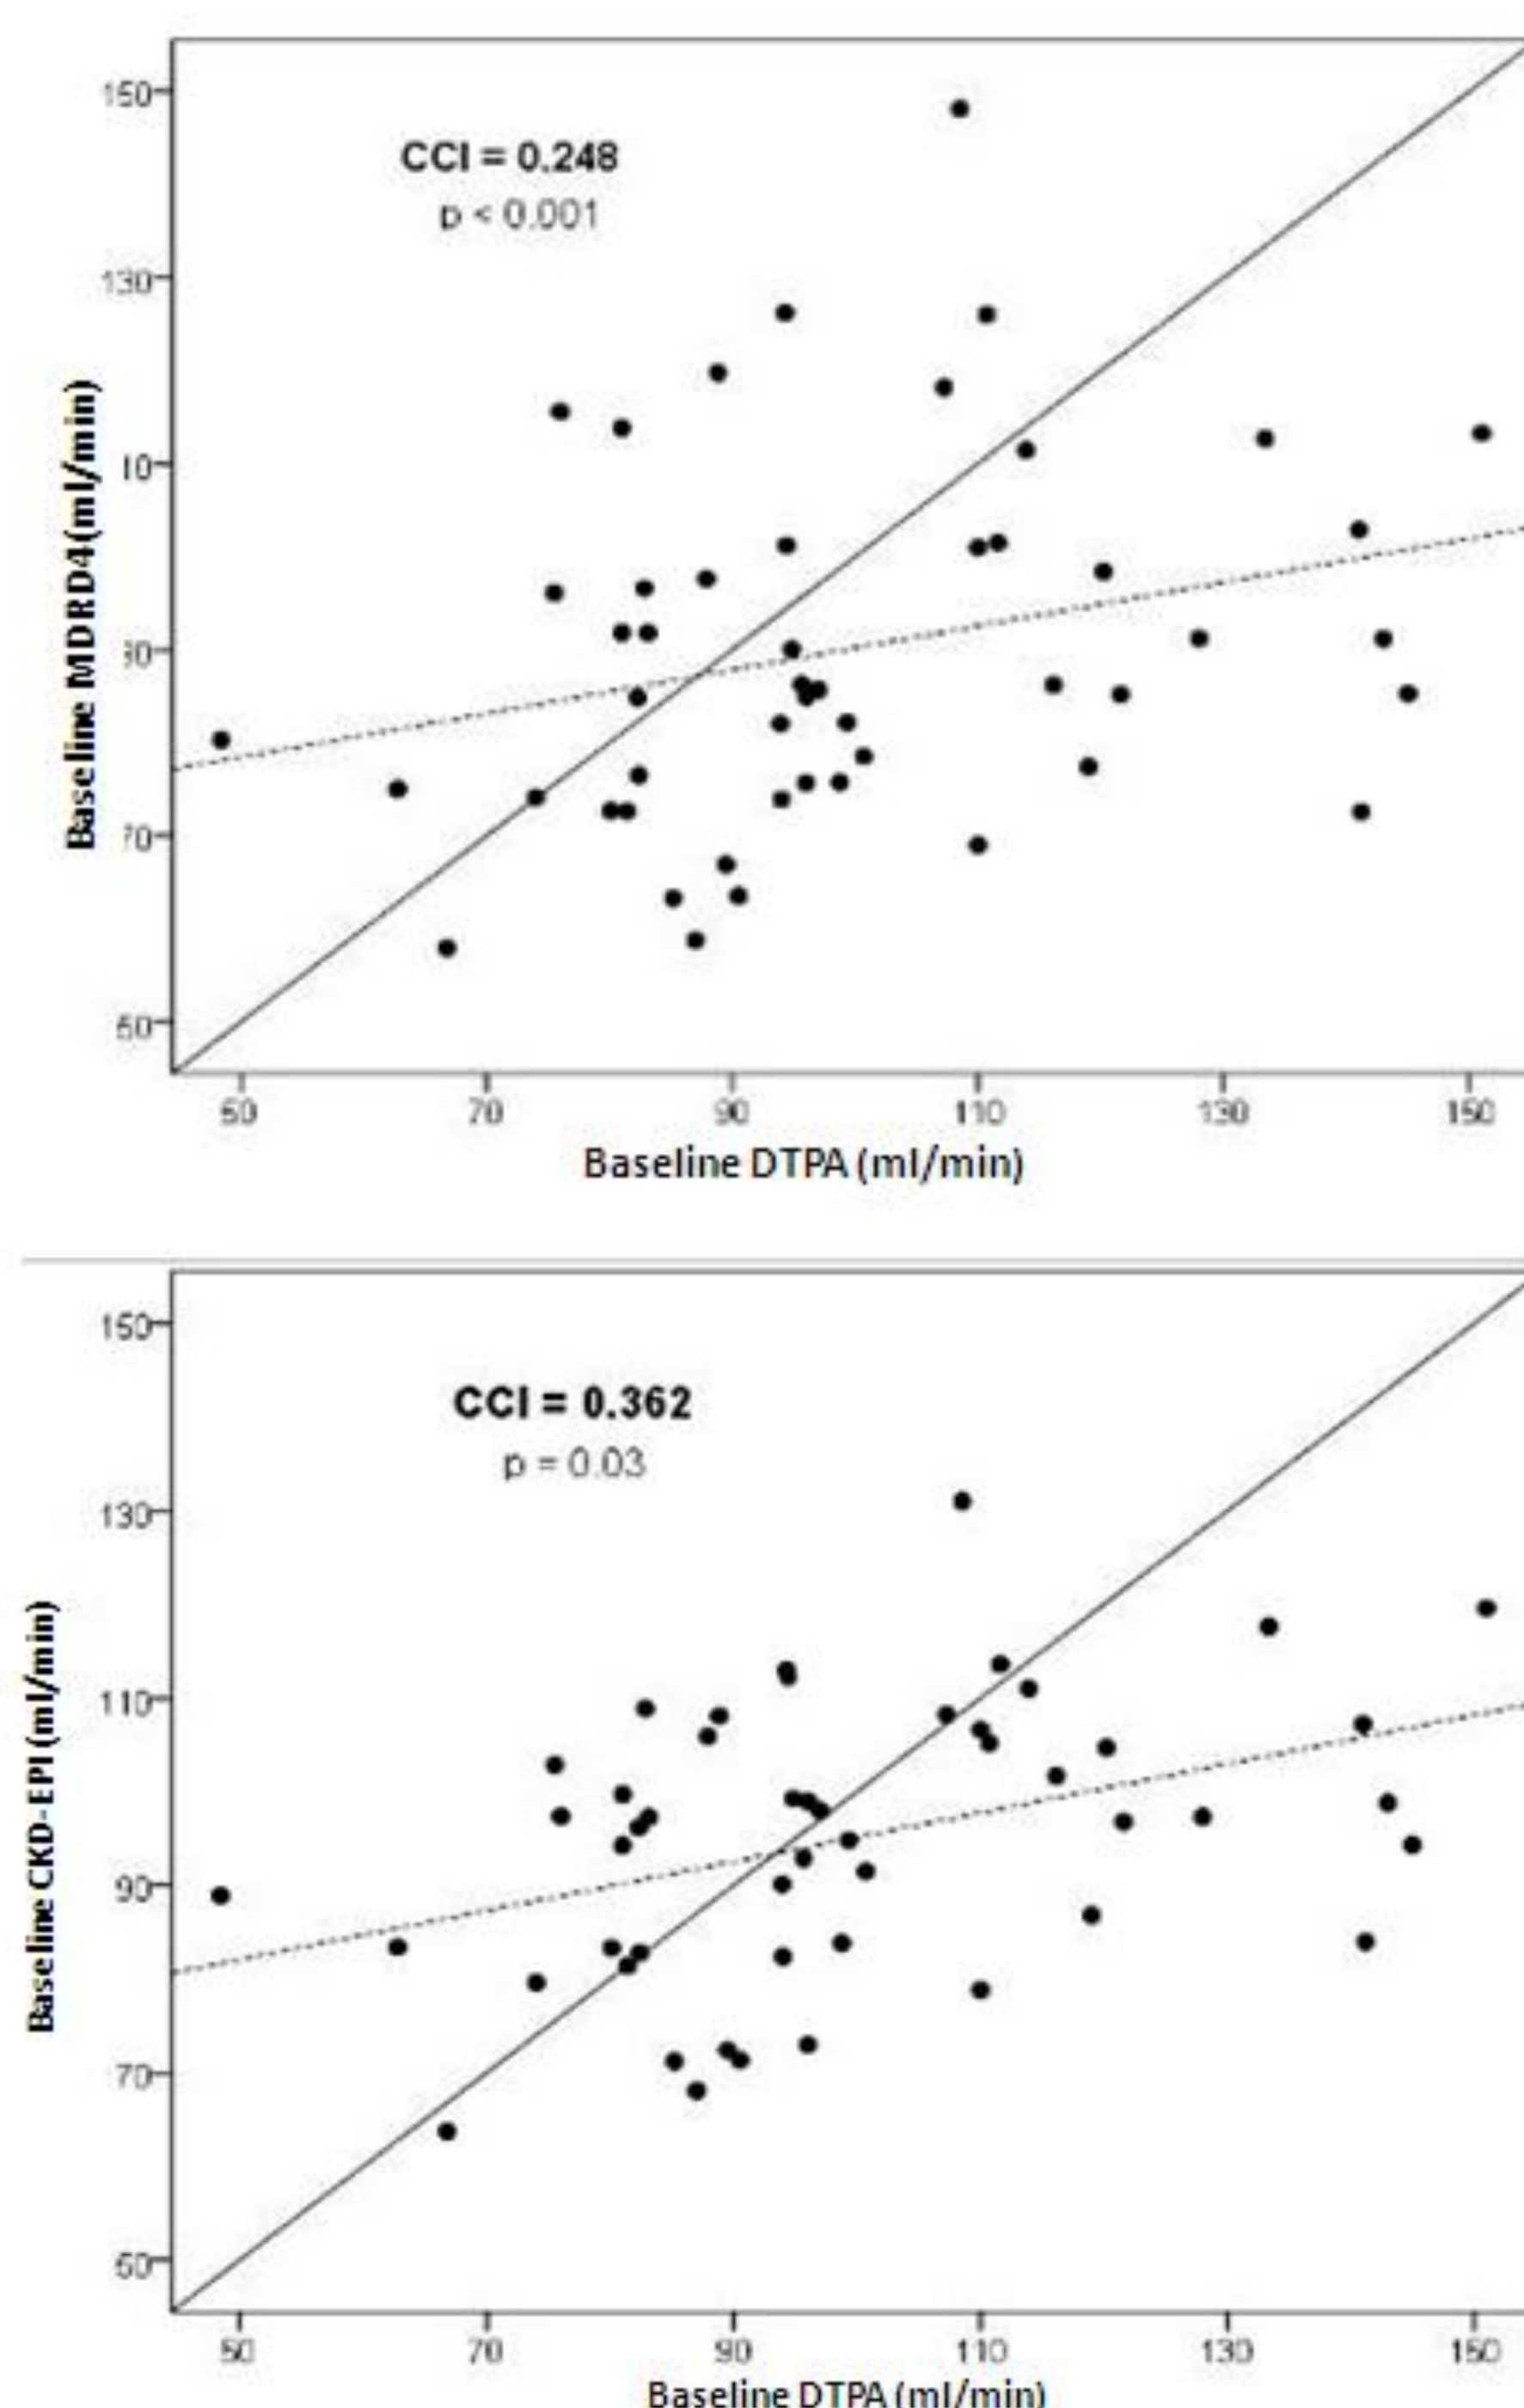 150
CCI = 0.248
p < 0.001
130
10
90
70
50
Baseline MDRD4(ml/min)
50 70 90 110 130 150
Baseline DTPA (ml/min)
150
CCI = 0.362
p = 0.03
130
110
90
70
50
Baseline CKD-EPI (ml/min)
50 70 90 110 130 150
Baseline DTPA (ml/min)